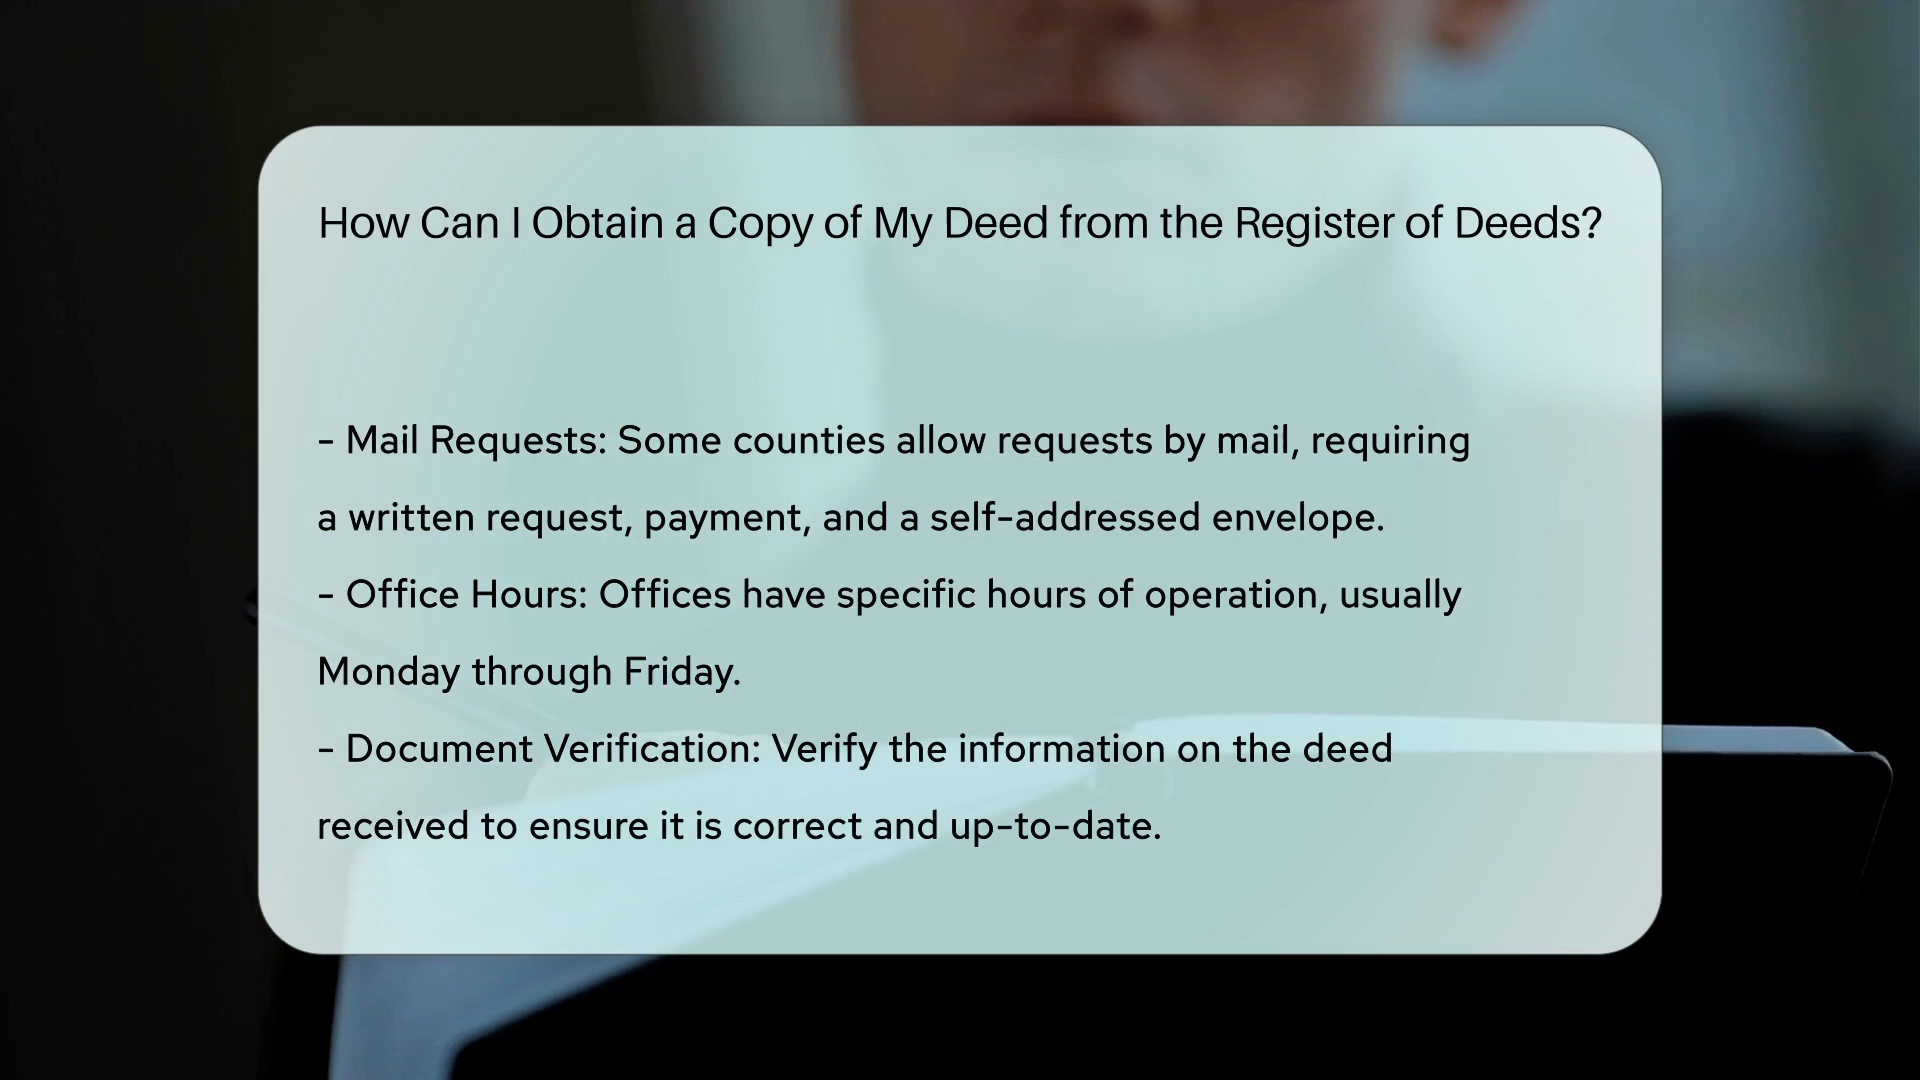 How Can I Obtain a Copy of My Deed from the Register of Deeds?
- Mail Requests: Some counties allow requests by mail, requiring
a written request, payment, and a self-addressed envelope.
- Office Hours: Offices have specific hours of operation, usually
Monday through Friday.
- Document Verification: Verify the information on the deed
received to ensure it is correct and up-to-date.